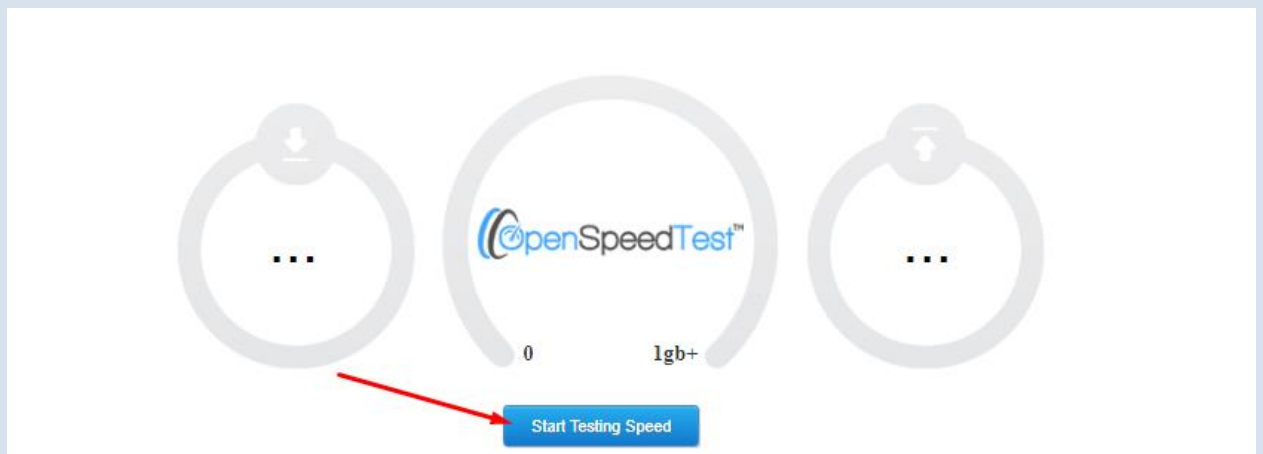 ...
OpenSpeedTest™
...
0 1gb+
Start Testing Speed